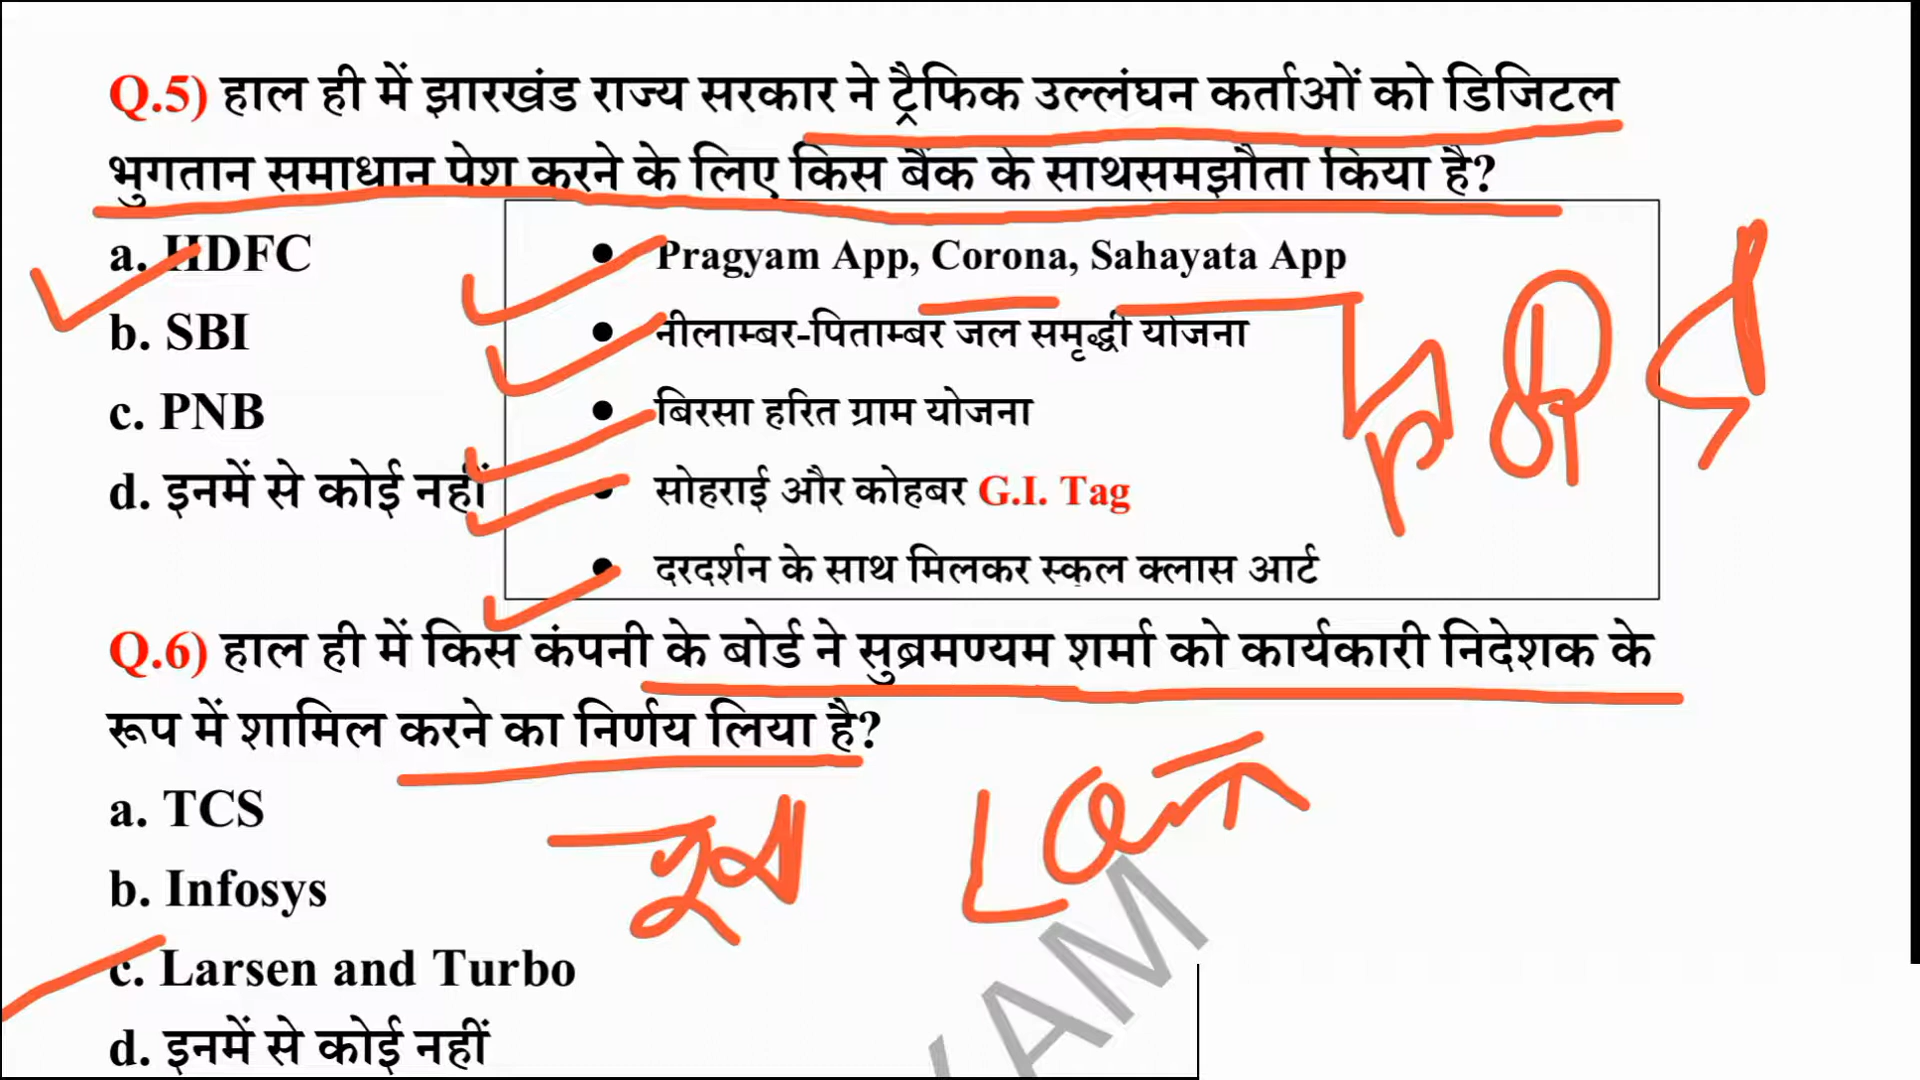 Q.5) हाल ही में झारखंड राज्य सरकार ने ट्रैफिक उल्लंघन कर्ताओं को डिजिटल
भुगतान समाधान पेश करने के लिए किस बैंक के साथसमझौता किया है?
a. HDFC
b. SBI
c. PNB
d. इनमें से कोई नहीं
● Pragyam App, Corona, Sahayata App
● नीलाम्बर-पिताम्बर जल समृद्धी योजना
● बिरसा हरित ग्राम योजना
● सोहराई और कोहबर G.I. Tag
● दरदर्शन के साथ मिलकर स्कल क्लास आर्ट
Q.6) हाल ही में किस कंपनी के बोर्ड ने सुब्रमण्यम शर्मा को कार्यकारी निदेशक के
रूप में शामिल करने का निर्णय लिया है?
a. TCS
b. Infosys
c. Larsen and Turbo
d. इनमें से कोई नहीं